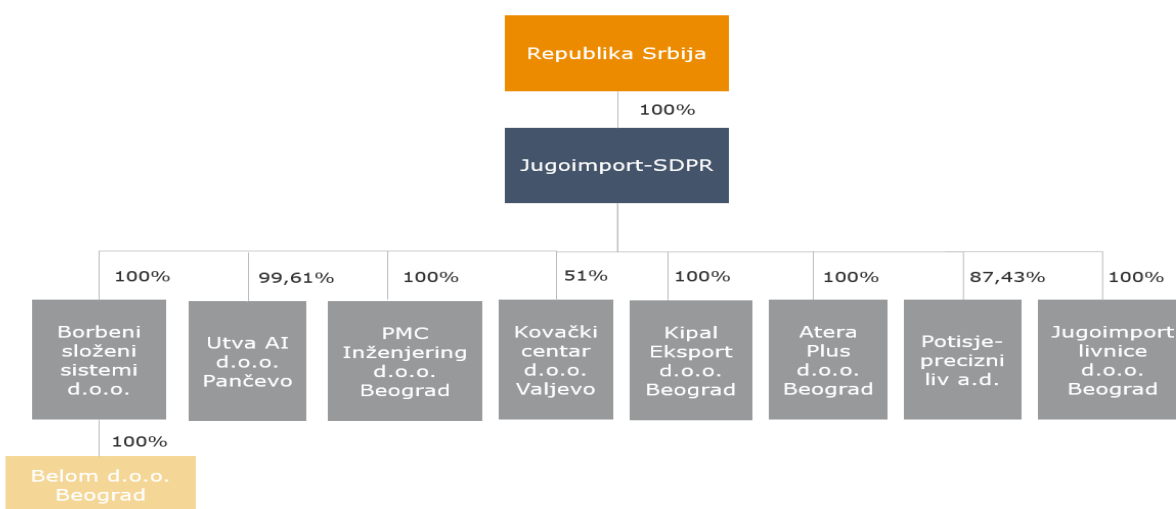 Republika Srbija
100%
Jugoimport-SDPR
100%
99,61%
100%
51%
100%
100%
87,43%
100%
Borbeni
složeni
sistemi
d.o.o.
Utva AI
d.o.o.
Pančevo
PMC
Inženjering
d.o.o.
Beograd
Kovački
centar
d.o.o.
Valjevo
Kipal
Eksport
d.o.o.
Beograd
Atera
Plus
d.o.o.
Beograd
Potisje-
precizni
liv a.d.
Jugoimport
livnice
d.o.o.
Beograd
100%
Belom d.o.o.
Beograd